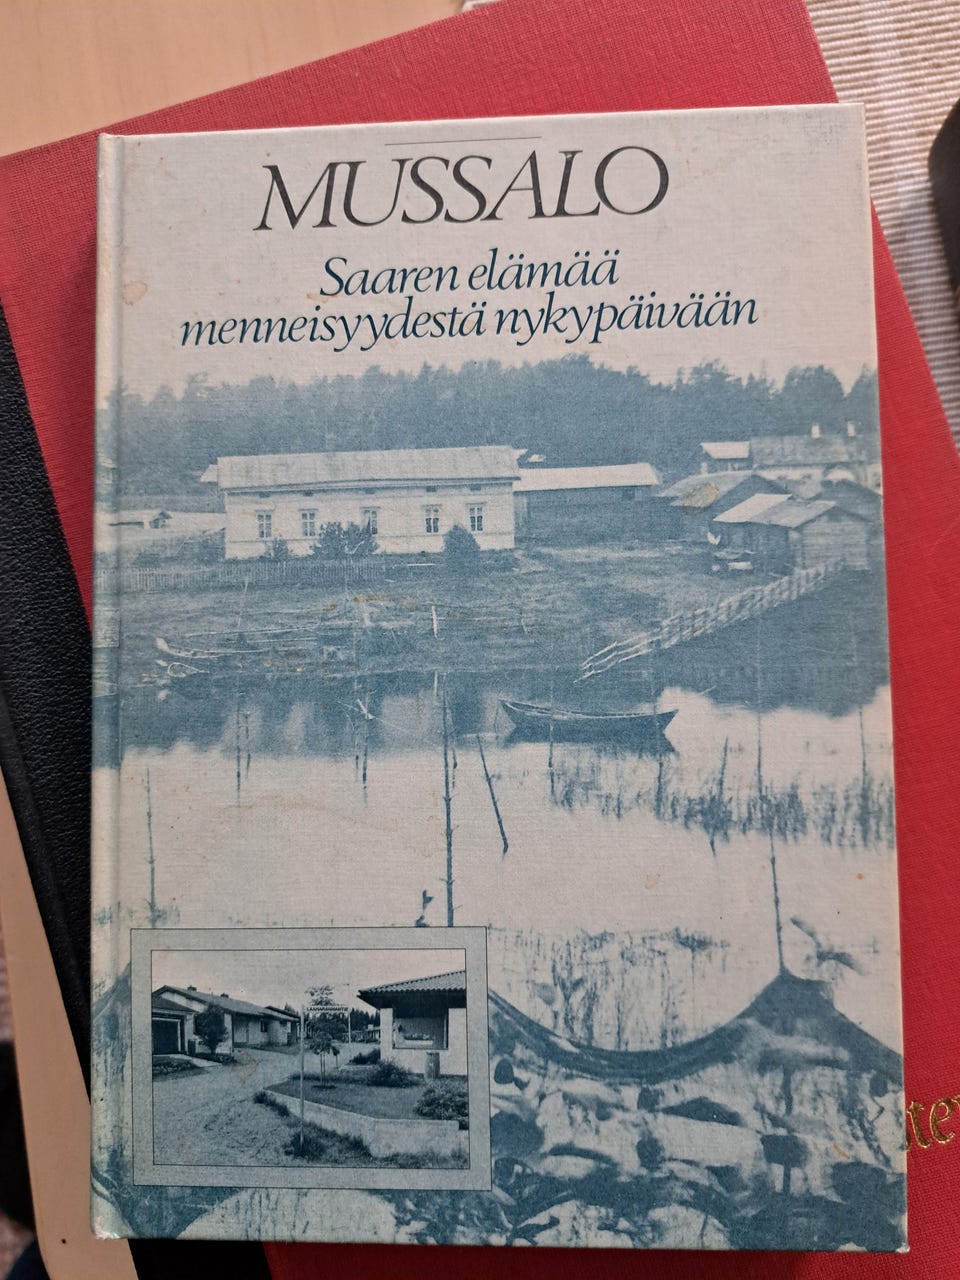 MUSSALO
Saaren elämää
menneisyydestä nykypäivään